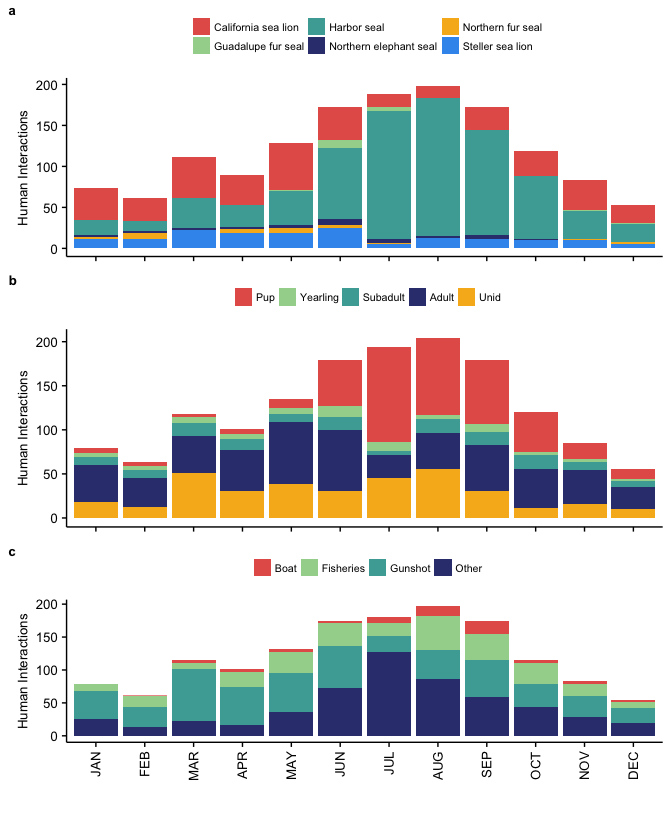 a
California sea lion Harbor seal Northern fur seal
Guadalupe fur seal Northern elephant seal Steller sea lion
Human Interactions
200
150
100
50
0
b
Pup Yearling Subadult Adult Unid
Human Interactions
200
150
100
50
0
c
Boat Fisheries Gunshot Other
Human Interactions
200
150
100
50
0
JAN FEB MAR APR MAY JUN JUL AUG SEP OCT NOV DEC